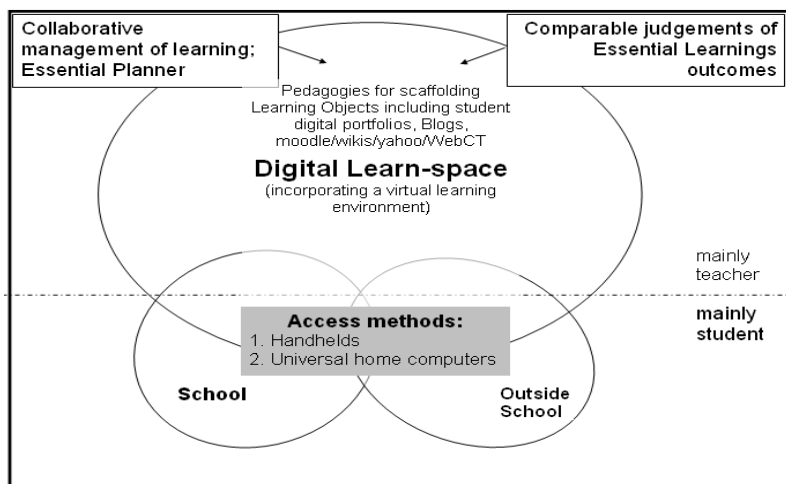 Collaborative
management of learning;
Essential Planner
Comparable judgements of
Essential Learnings
outcomes
Pedagogies for scaffolding
Learning Objects including student
digital portfolios, Blogs,
moodle/wikis/yahoo/WebCT
Digital Learn-space
(incorporating a virtual learning
environment)
mainly
teacher
mainly
student
Access methods:
1. Handhelds
2. Universal home computers
School
Outside
School